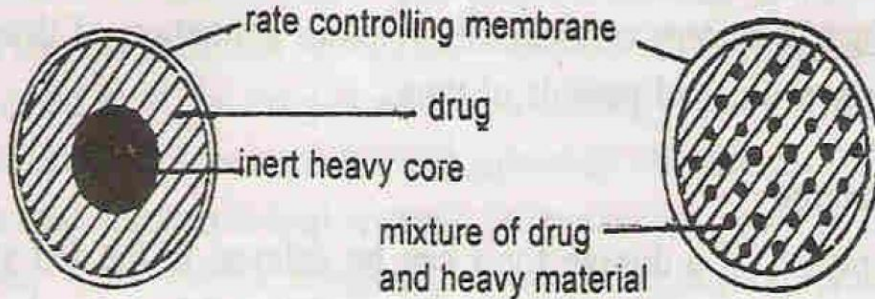 rate controlling membrane
drug
inert heavy core
mixture of drug
and heavy material